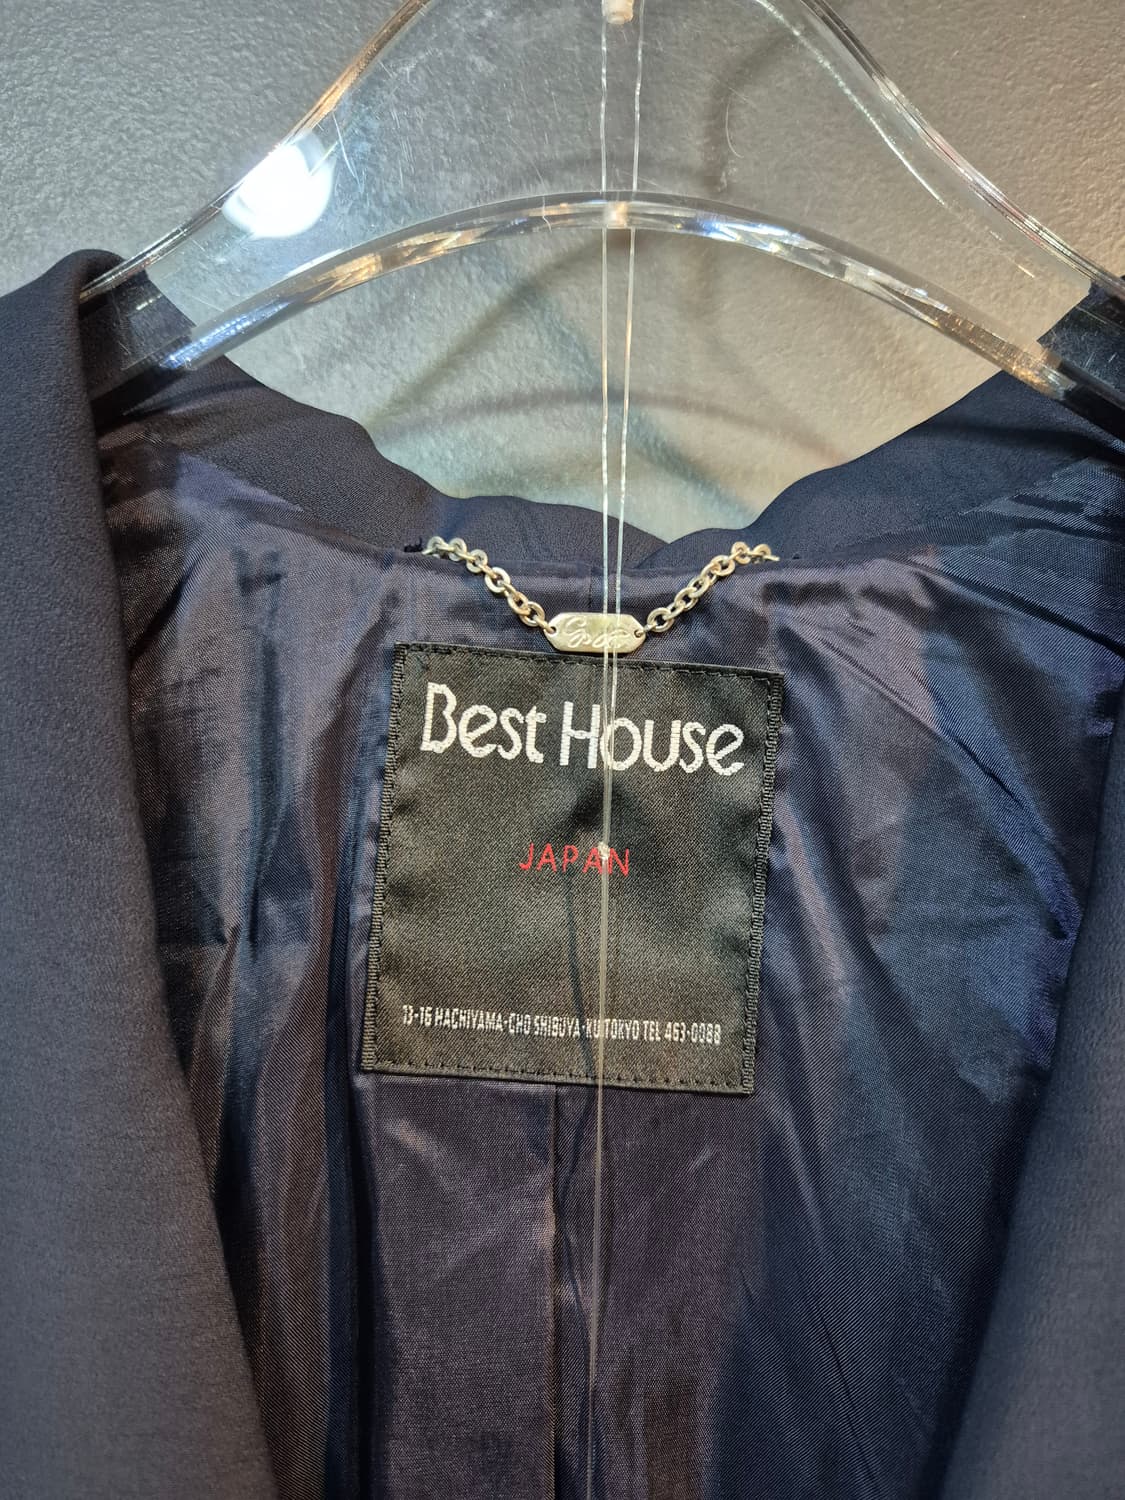 Best House
JAPAN
13-16 HACHIYAMA-CHO SHIBUYA-KU TOKYO TEL 463-0088